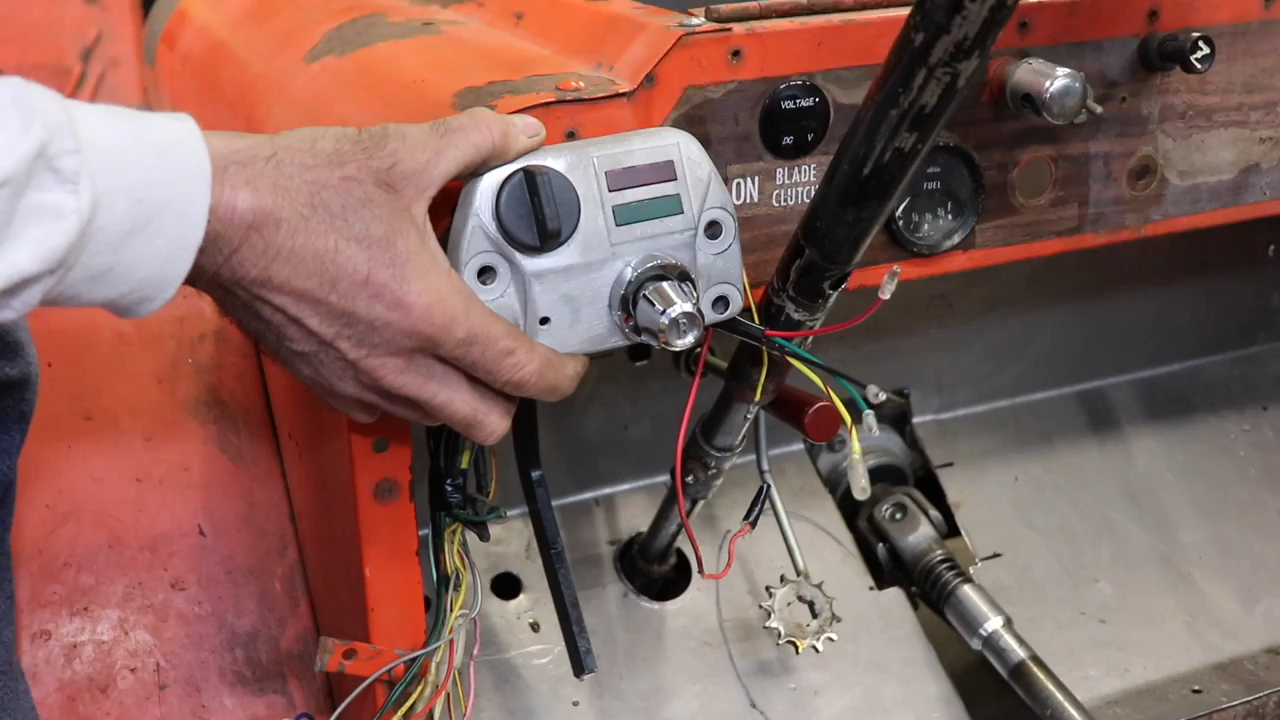 VOLTAGE
DC V
ON
BLADE
CLUTCH
FUEL
F